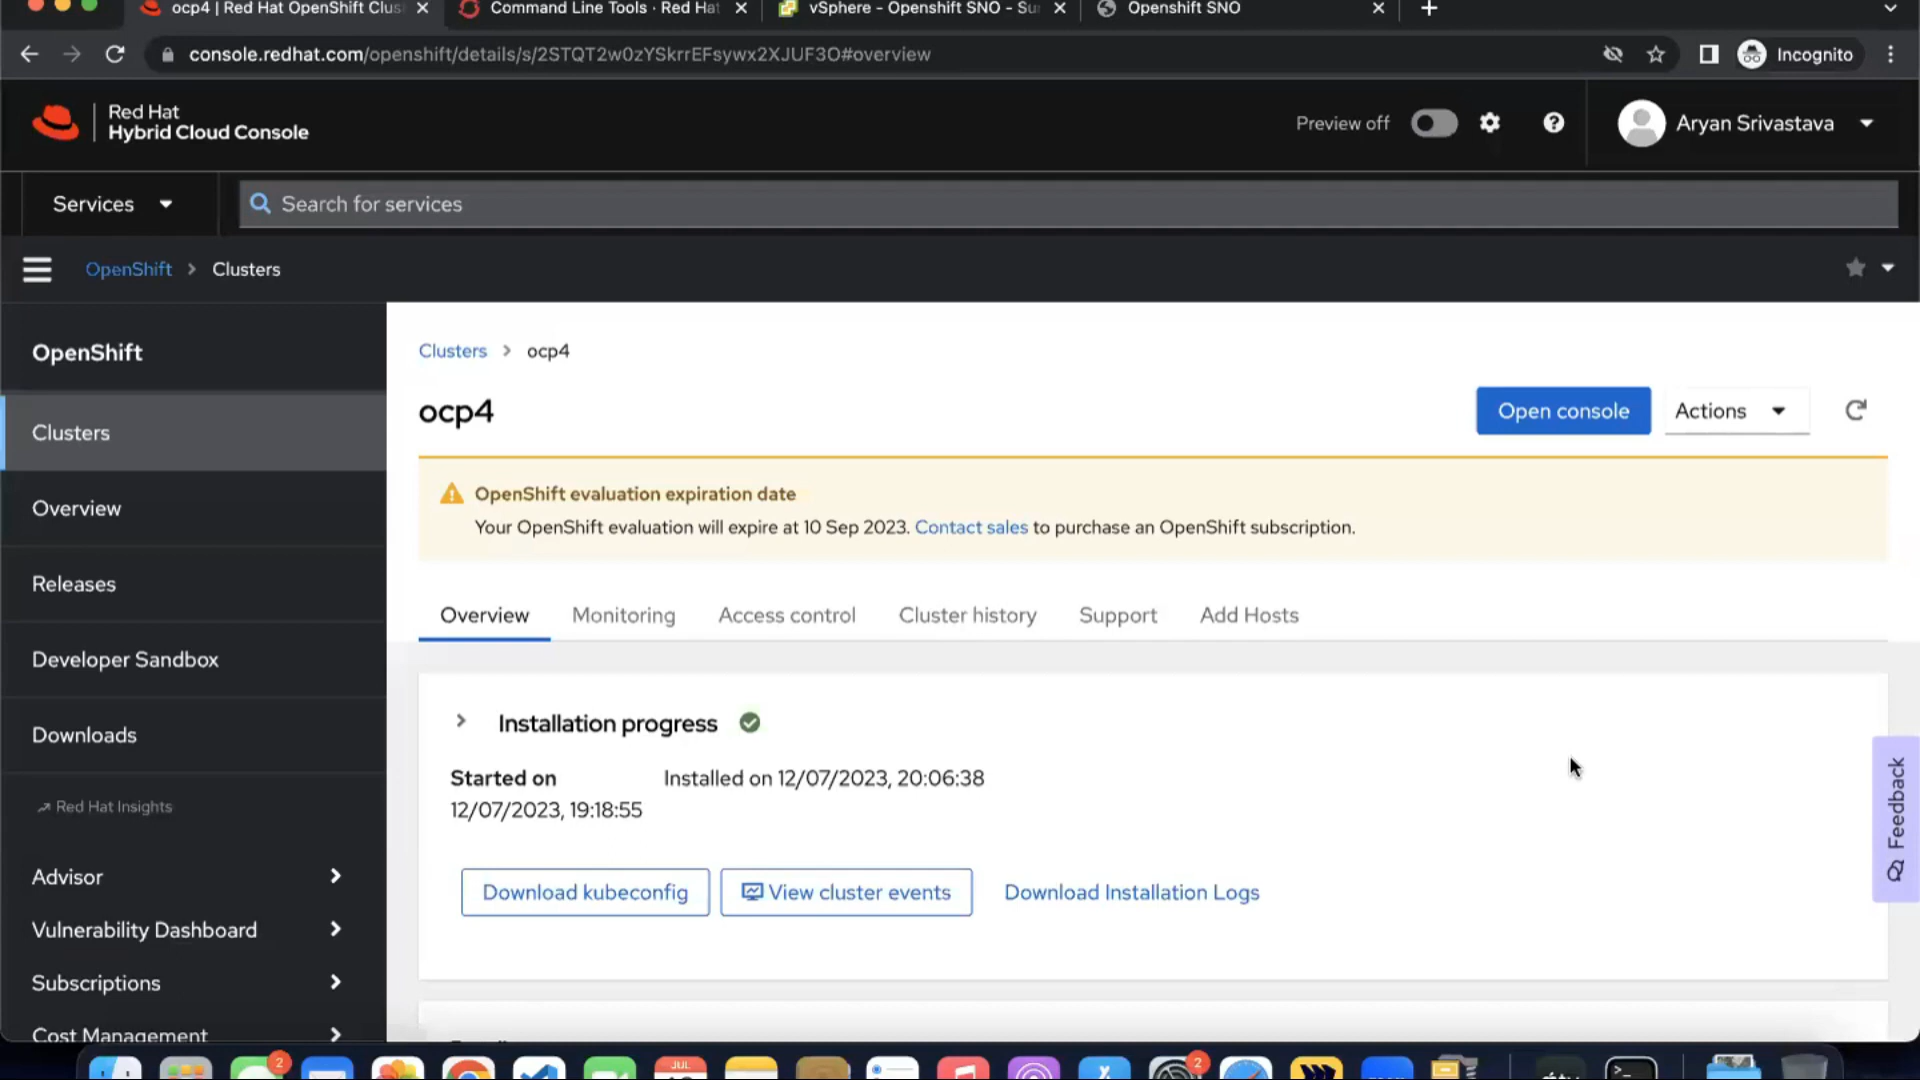 ocp4 | Red Hat OpenShift Clus
Command Line Tools · Red Hat
vSphere - Openshift SNO - Su
Openshift SNO
console.redhat.com/openshift/details/s/2STQT2w0zYSkrrEFsywx2XJUF3O#overview
Incognito
Red Hat
Hybrid Cloud Console
Preview off
Aryan Srivastava
Services
Search for services
OpenShift > Clusters
OpenShift
Clusters
Overview
Releases
Developer Sandbox
Downloads
Red Hat Insights
Advisor
Vulnerability Dashboard
Subscriptions
Cost Management
Clusters > ocp4
ocp4
Open console
Actions
OpenShift evaluation expiration date
Your OpenShift evaluation will expire at 10 Sep 2023. Contact sales to purchase an OpenShift subscription.
Overview
Monitoring
Access control
Cluster history
Support
Add Hosts
Installation progress
Started on
12/07/2023, 19:18:55
Installed on 12/07/2023, 20:06:38
Download kubeconfig
View cluster events
Download Installation Logs
Feedback
2
JUL
2